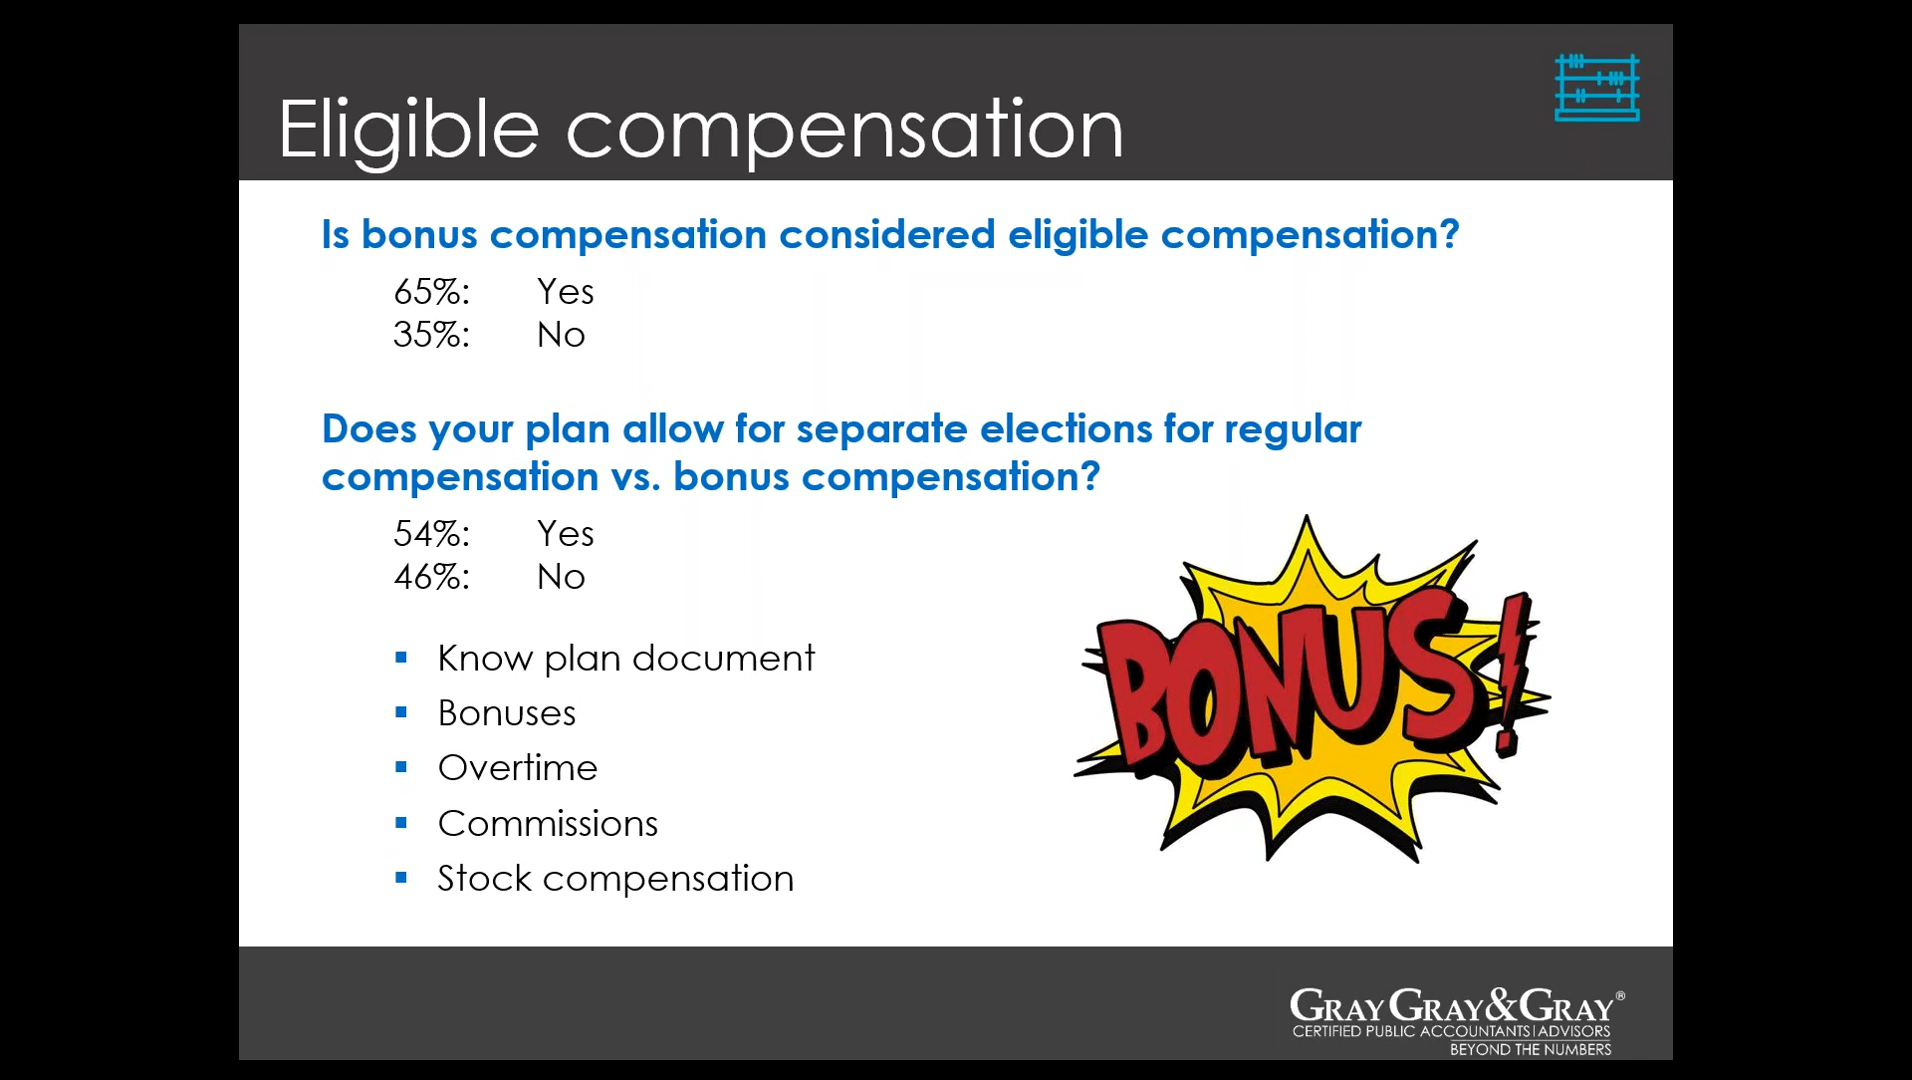 Eligible compensation
Is bonus compensation considered eligible compensation?
65%: Yes
35%: No
Does your plan allow for separate elections for regular
compensation vs. bonus compensation?
54%: Yes
46%: No
Know plan document
Bonuses
Overtime
Commissions
Stock compensation
BONUS!
GRAY GRAY & GRAY®
CERTIFIED PUBLIC ACCOUNTANTS|ADVISORS
BEYOND THE NUMBERS